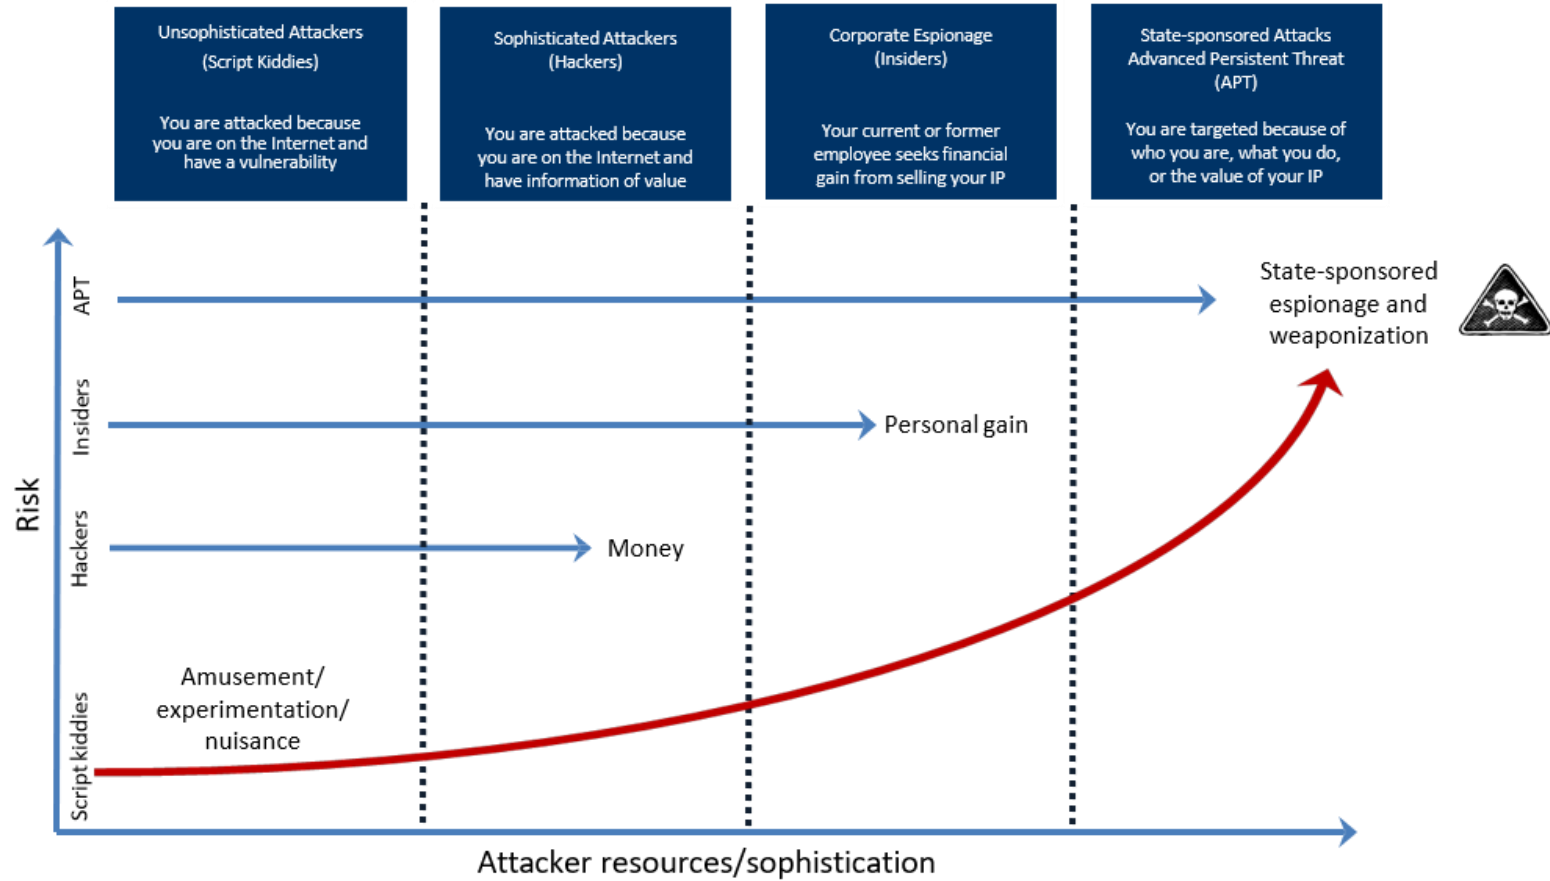 Unsophisticated Attackers
(Script Kiddies)
You are attacked because
you are on the Internet and
have a vulnerability
Sophisticated Attackers
(Hackers)
You are attacked because
you are on the Internet and
have information of value
Corporate Espionage
(Insiders)
Your current or former
employee seeks financial
gain from selling your IP
State-sponsored Attacks
Advanced Persistent Threat
(APT)
You are targeted because of
who you are, what you do,
or the value of your IP
Risk
APT
Insiders
Hackers
Script kiddies
State-sponsored
espionage and
weaponization
Personal gain
Money
Amusement/
experimentation/
nuisance
Attacker resources/sophistication